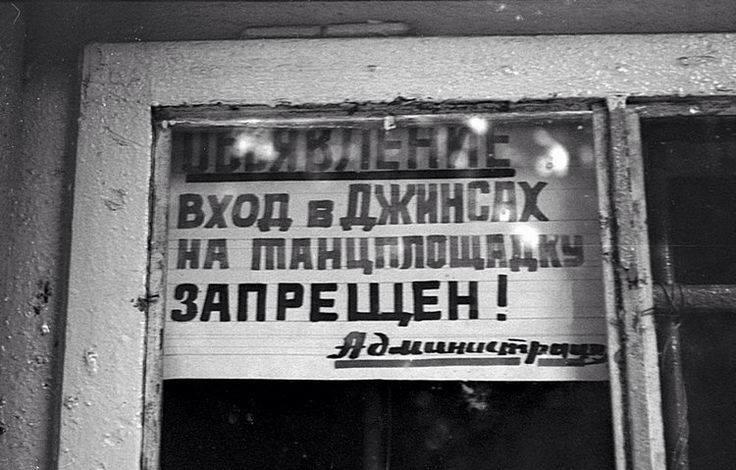 ОБЪЯВЛЕНИЕ
ВХОД в ДЖИНСАХ
НА ТАНЦПЛОЩАДКУ
ЗАПРЕЩЕН!
Администрация